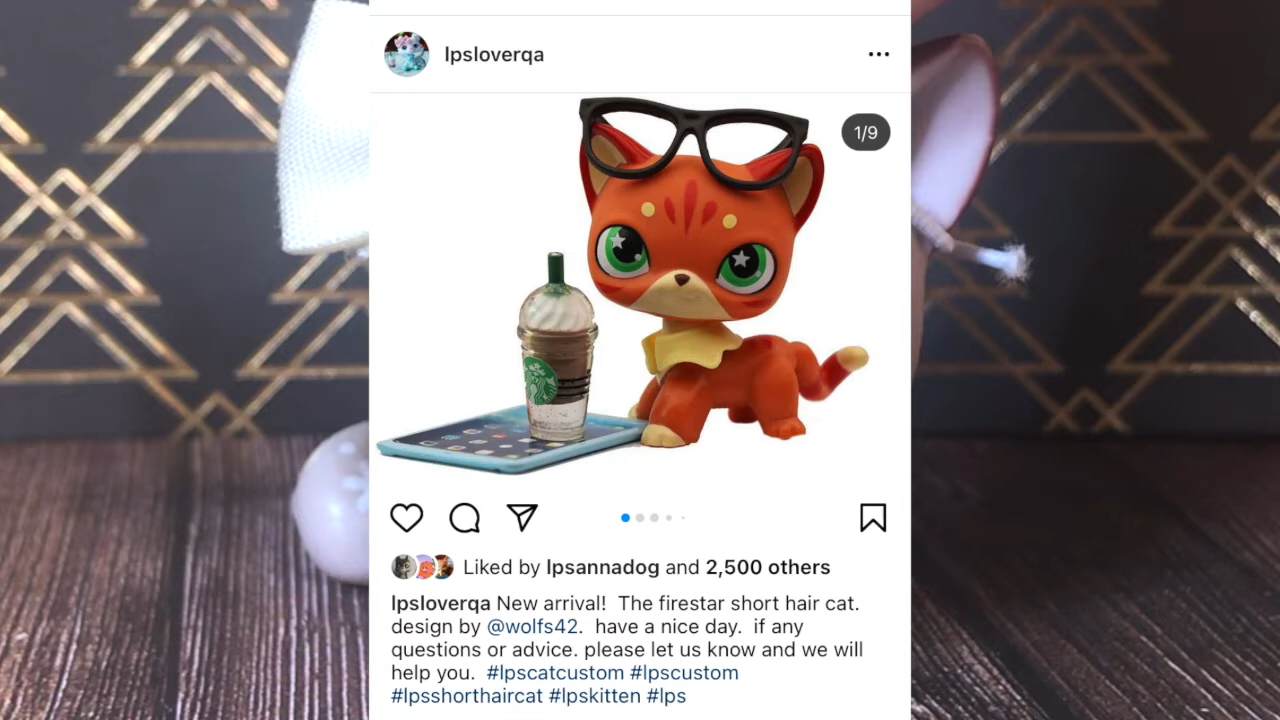 lpsloverqa
1/9
Liked by lpsannadog and 2,500 others
lpsloverqa New arrival!  The firestar short hair cat.
design by @wolfs42.  have a nice day.  if any
questions or advice. please let us know and we will
help you.  #lpscatcustom #lpscustom
#lpsshorthaircat #lpskitten #lps